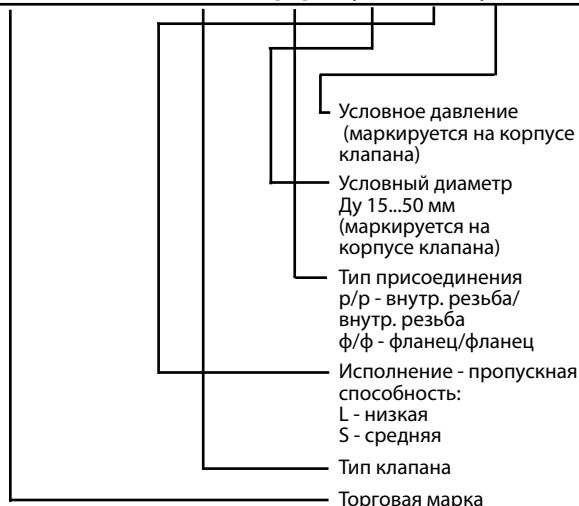 Условное давление
(маркируется на корпусе
клапана)
Условный диаметр
Ду 15...50 мм
(маркируется на
корпусе клапана)
Тип присоединения
р/р - внутр. резьба/
внутр. резьба
ф/ф - фланец/фланец
Исполнение - пропускная
способность:
L - низкая
S - средняя
Тип клапана
Торговая марка